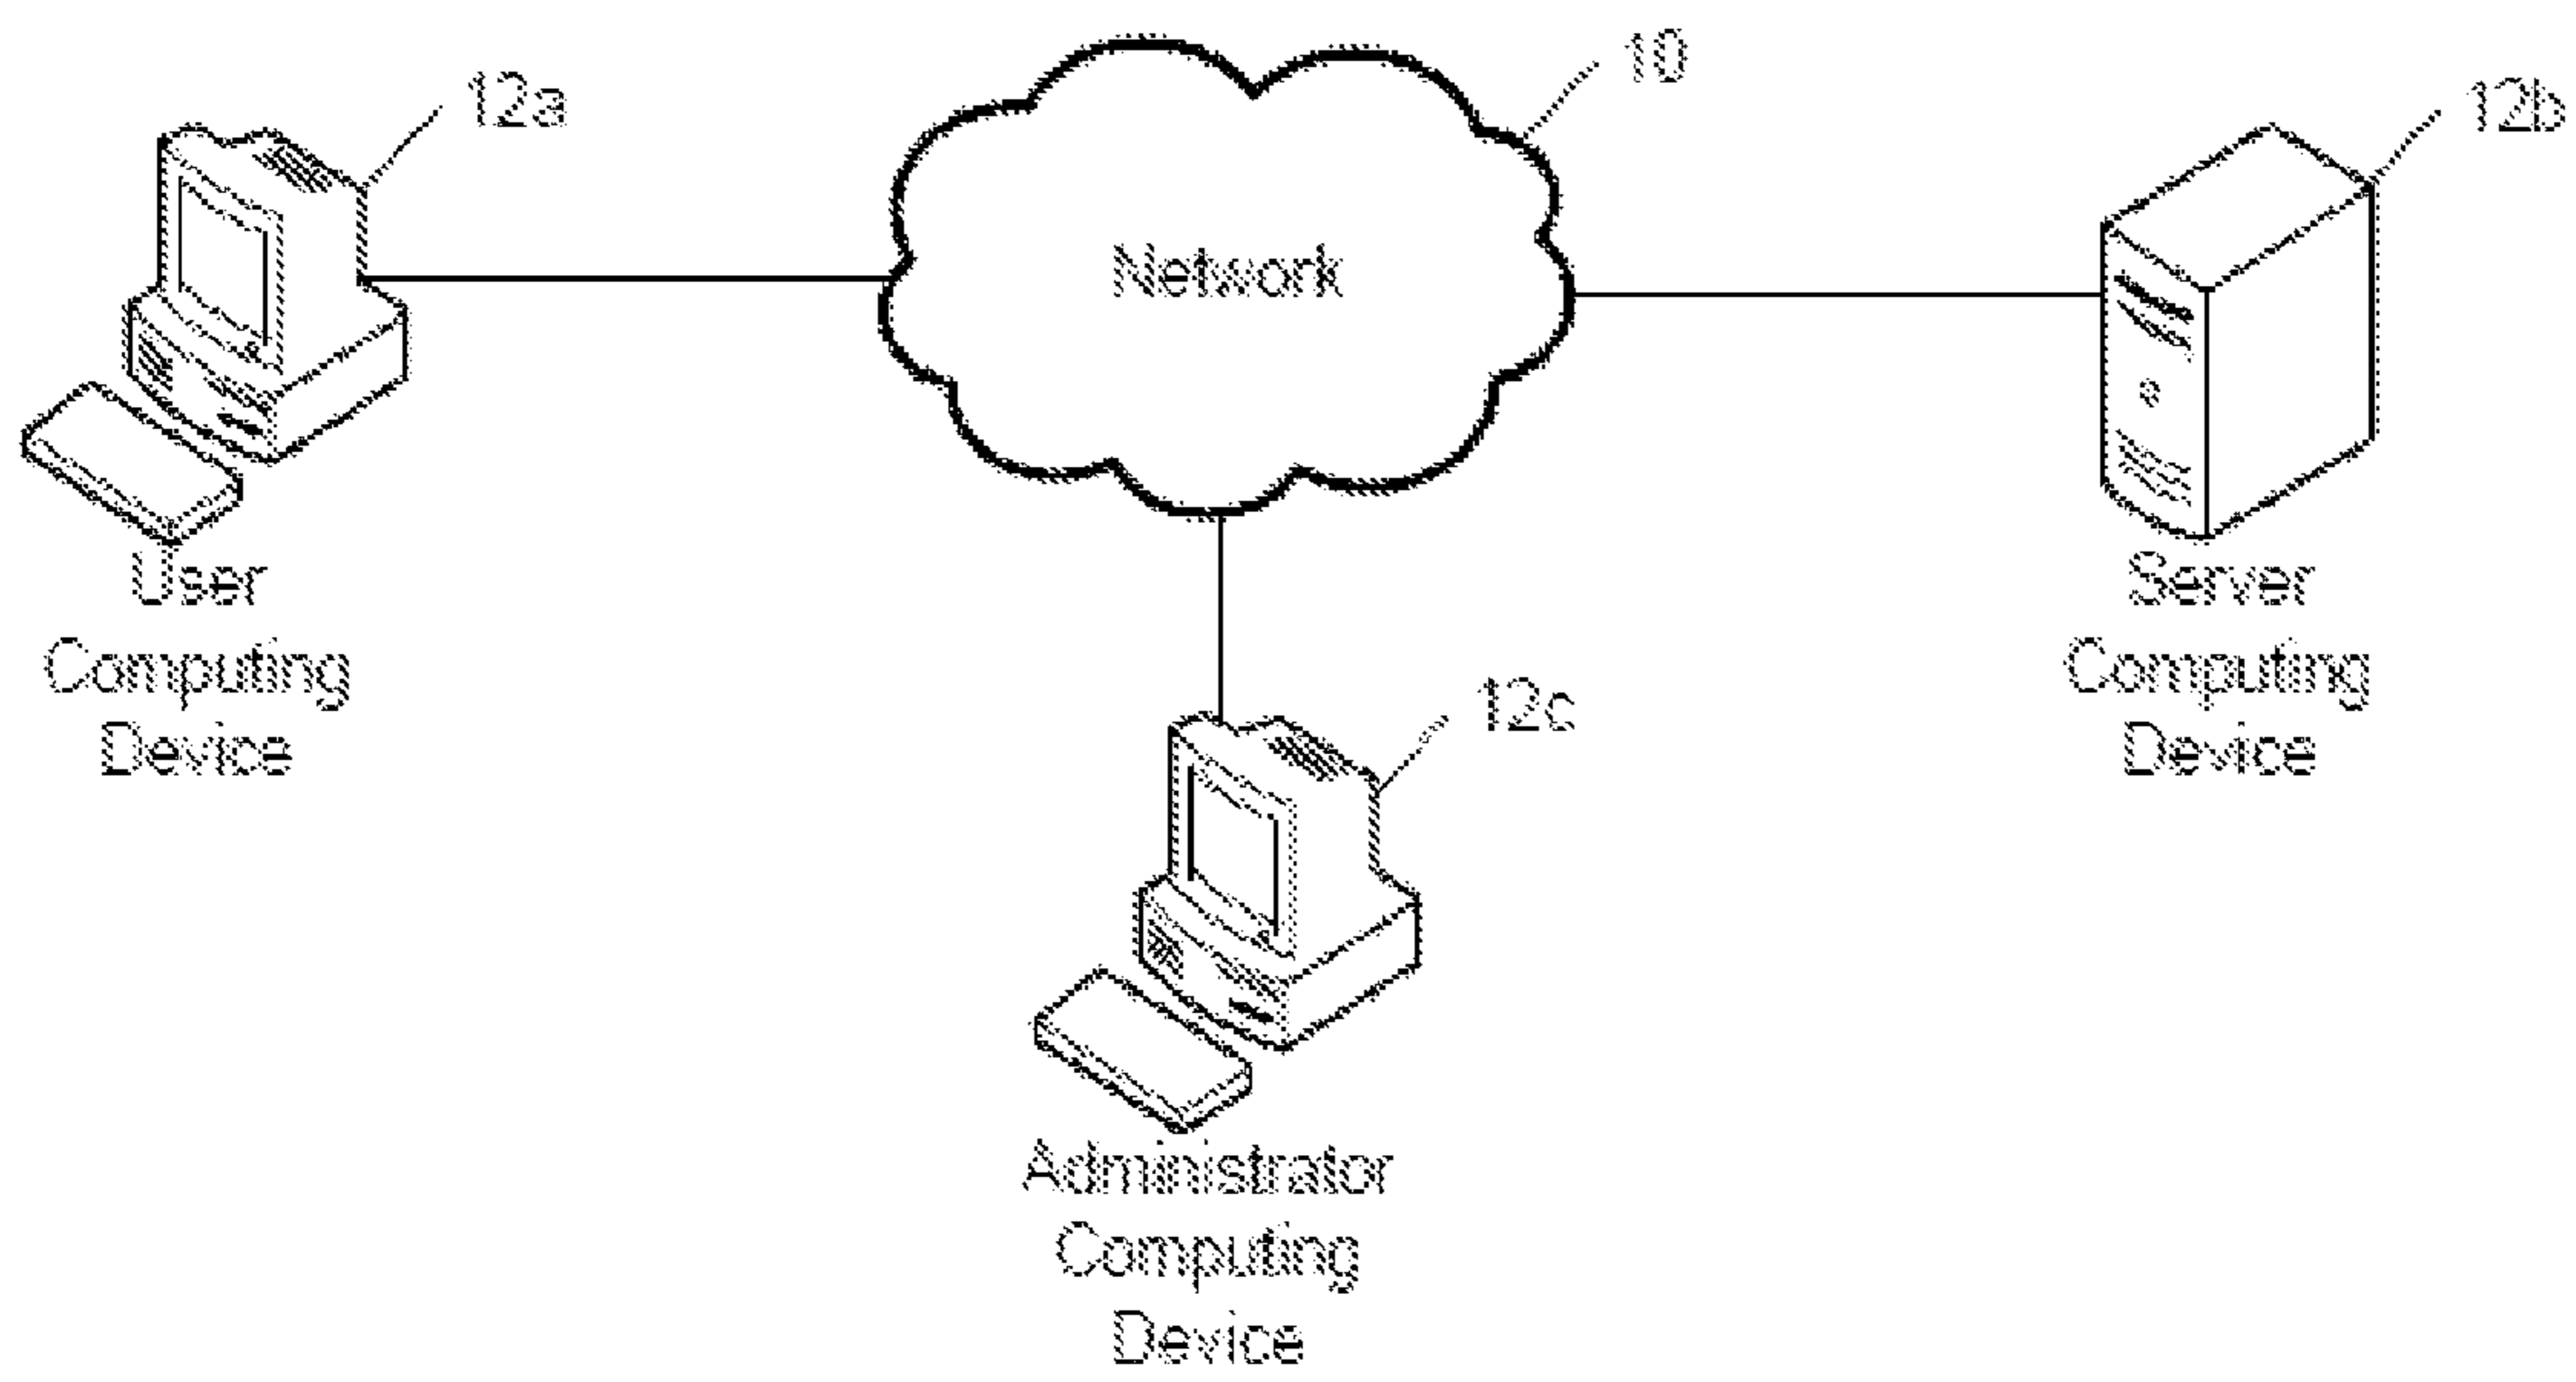 10
12a
12b
Network
User
Computing
Device
Server
Computing
Device
12c
Administrator
Computing
Device